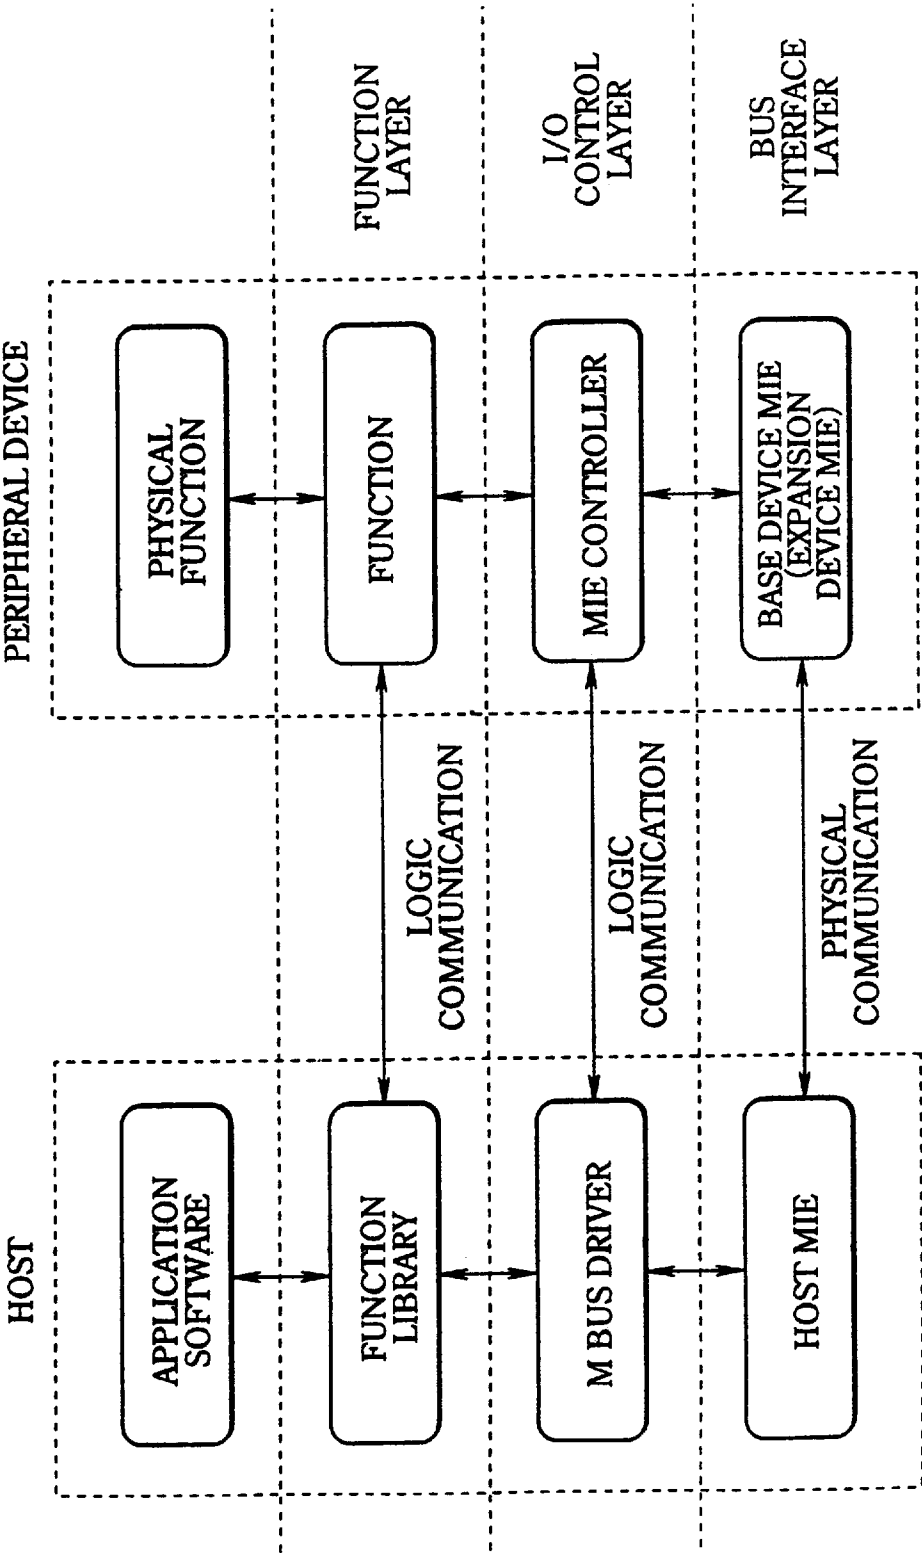 HOST
PERIPHERAL DEVICE
APPLICATION
SOFTWARE
PHYSICAL
FUNCTION
FUNCTION
LIBRARY
LOGIC
COMMUNICATION
FUNCTION
FUNCTION
LAYER
M BUS DRIVER
LOGIC
COMMUNICATION
MIE CONTROLLER
I/O
CONTROL
LAYER
HOST MIE
PHYSICAL
COMMUNICATION
BASE DEVICE MIE
(EXPANSION
DEVICE MIE)
BUS
INTERFACE
LAYER